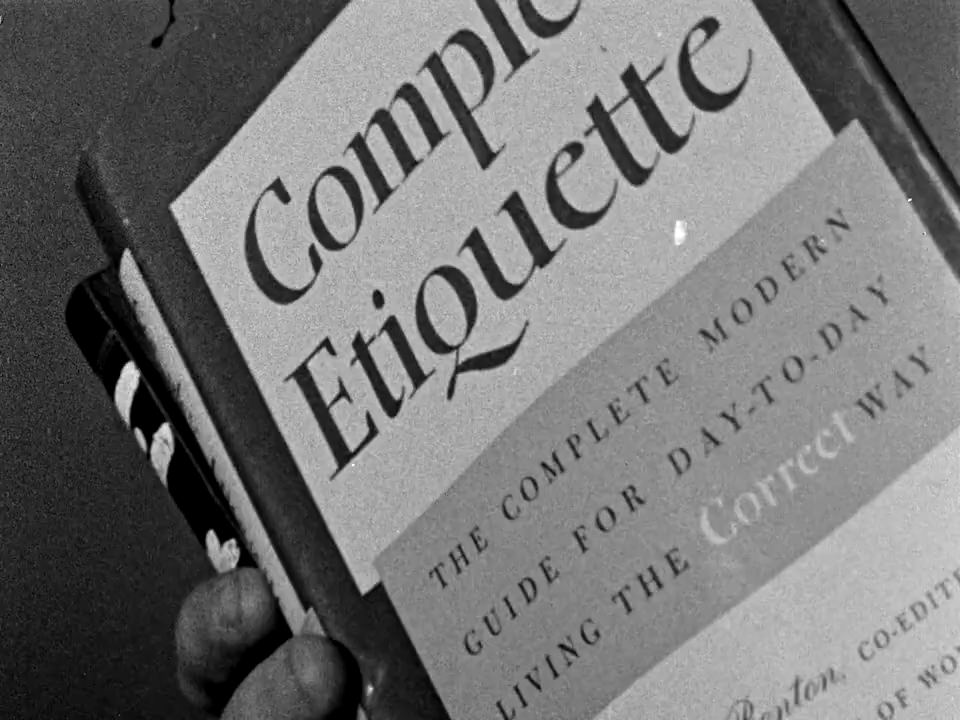 Comple
Etiquette
THE COMPLETE MODERN
GUIDE FOR DAY-TO-DAY
LIVING THE Correct WAY
Benton, CO-EDIT
OF WO